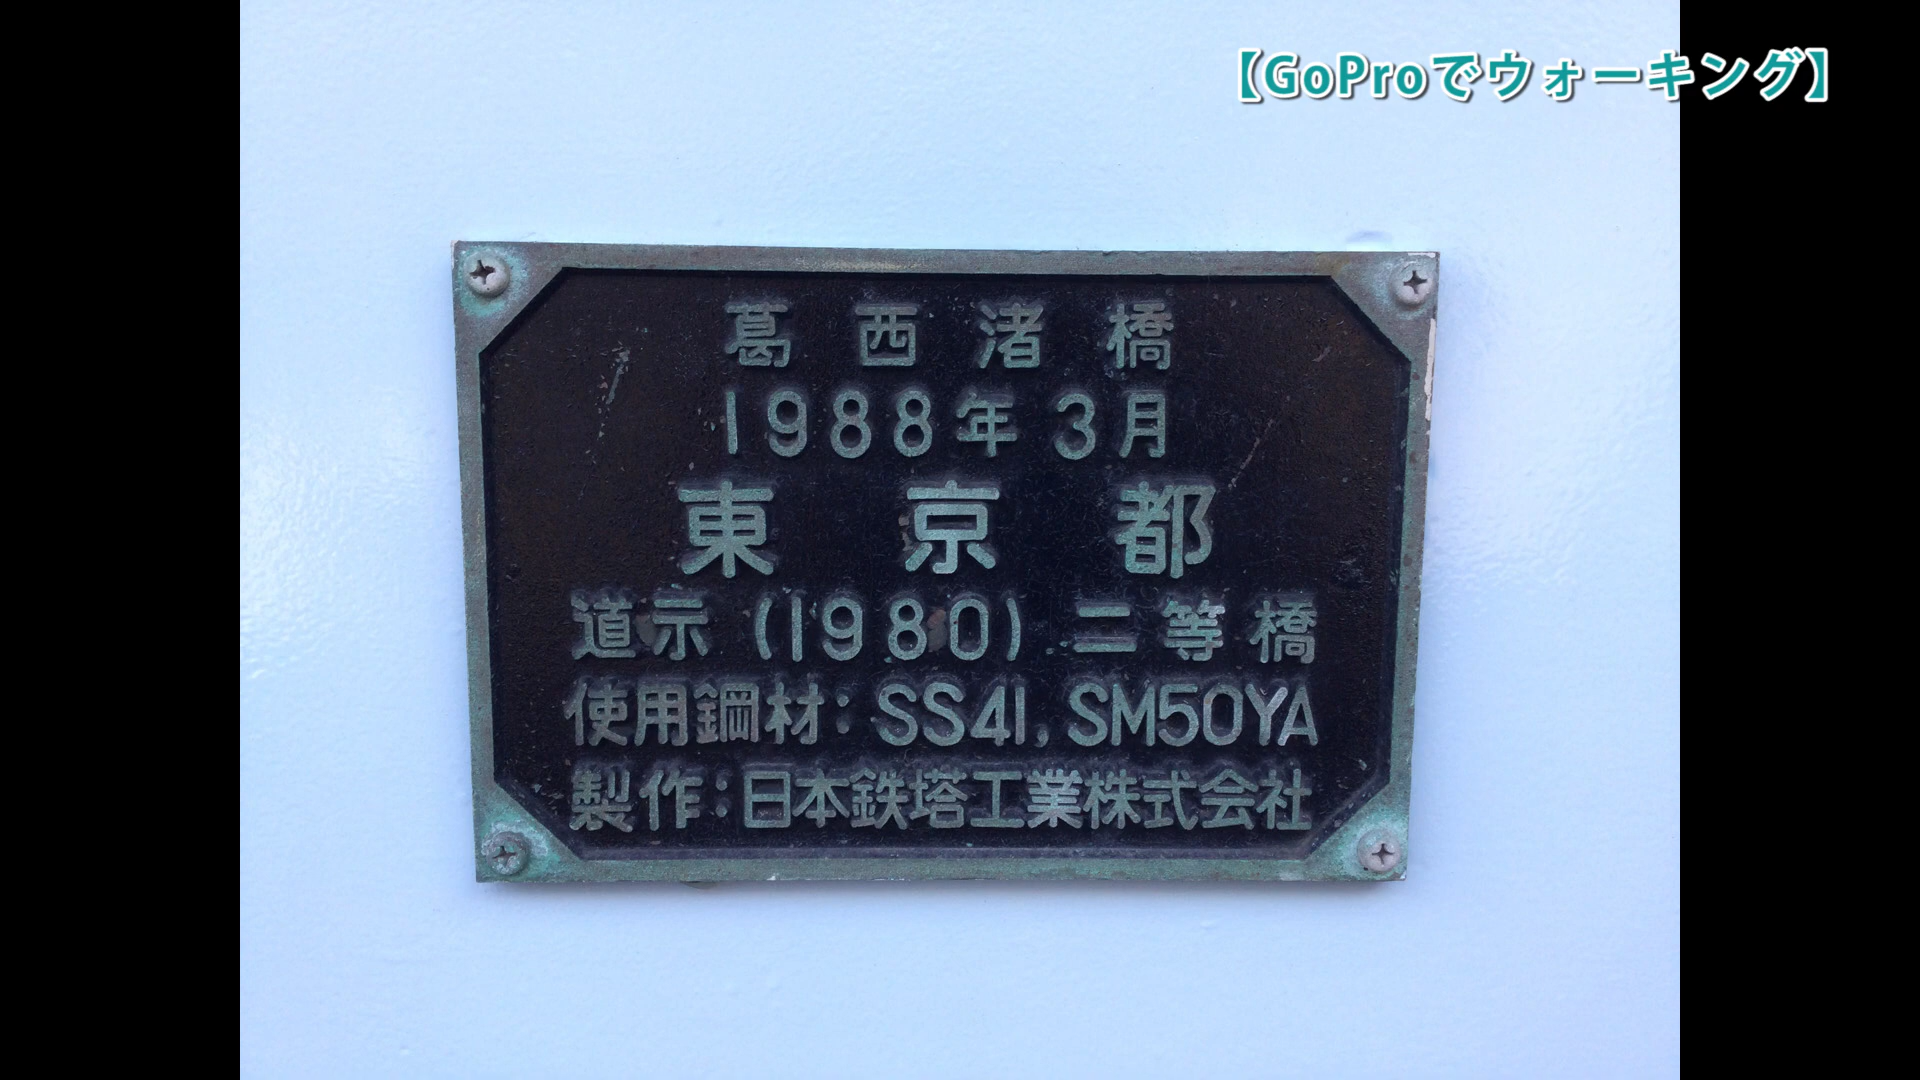 【GoProでウォーキング】
葛西渚橋
1988年3月
東京都
道示(1980)二等橋
使用鋼材:SS41,SM50YA
製作:日本鉄塔工業株式会社